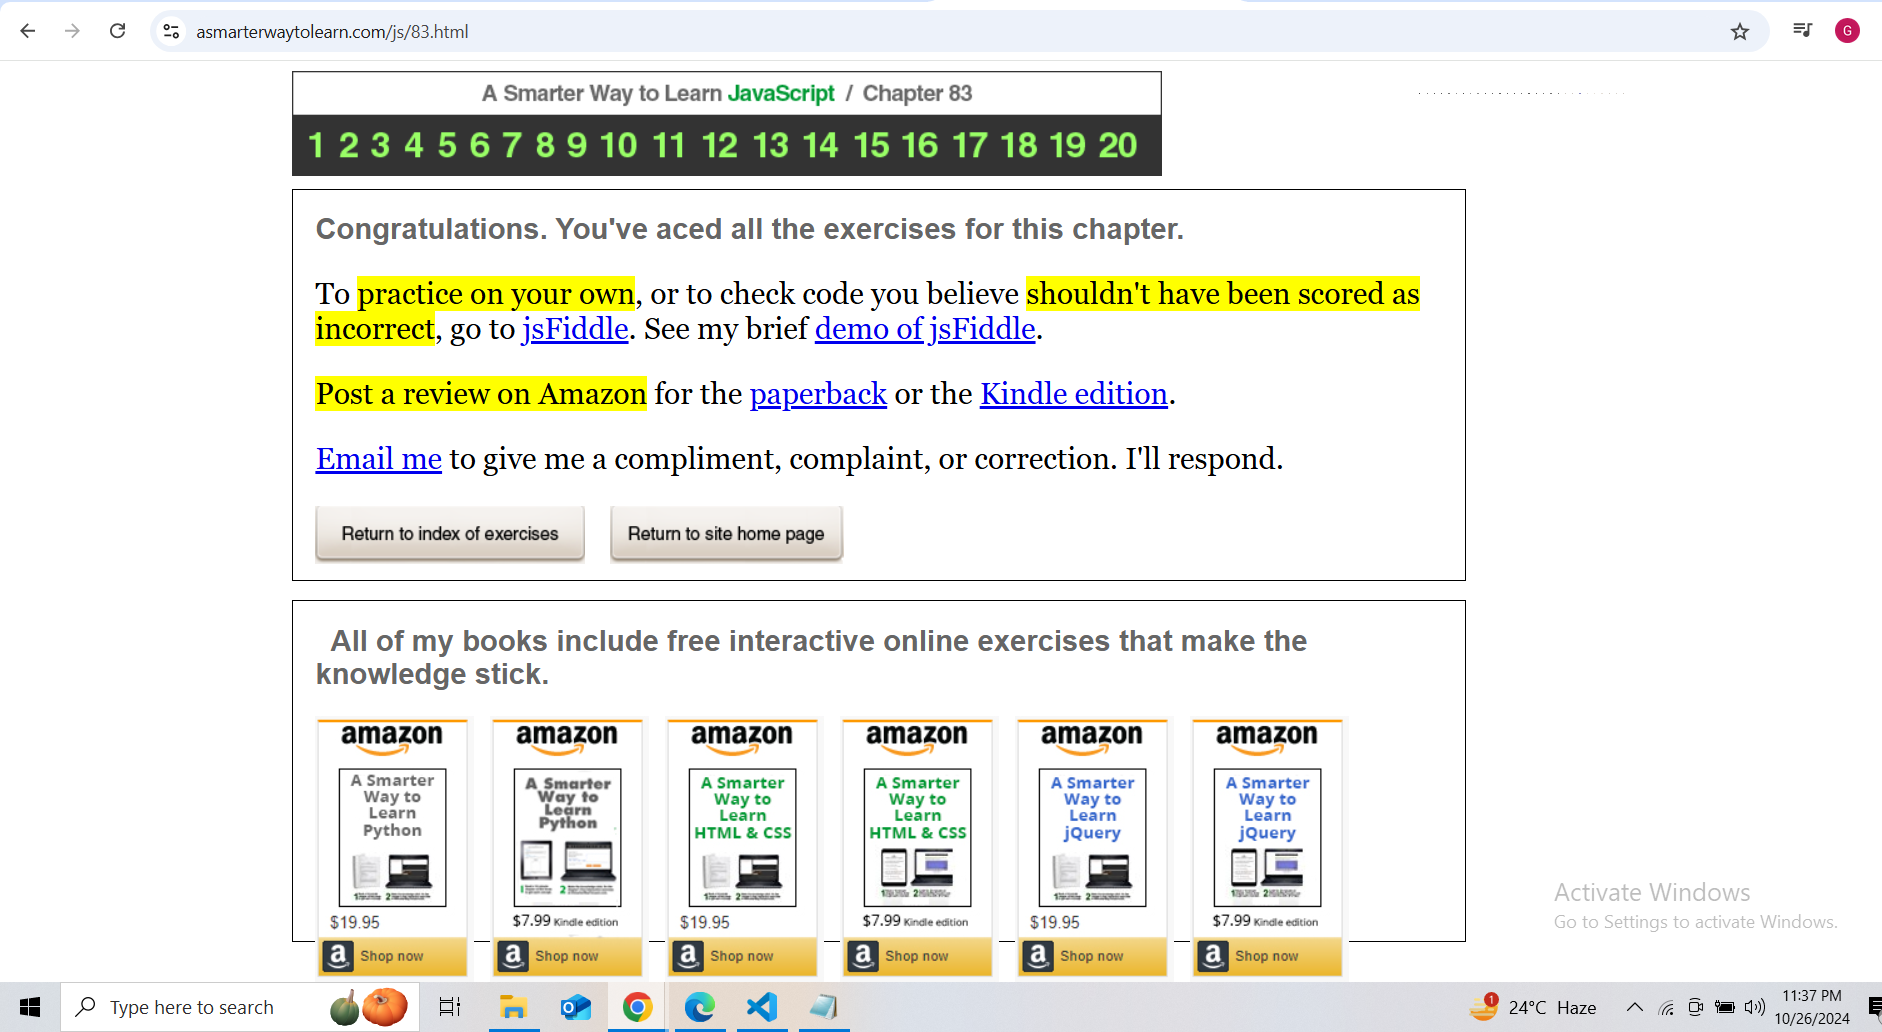 asmarterwaytolearn.com/js/83.html
G
A Smarter Way to Learn JavaScript / Chapter 83
1 2 3 4 5 6 7 8 9 10 11 12 13 14 15 16 17 18 19 20
Congratulations. You've aced all the exercises for this chapter.
To practice on your own, or to check code you believe shouldn't have been scored as
incorrect, go to jsFiddle. See my brief demo of jsFiddle.
Post a review on Amazon for the paperback or the Kindle edition.
Email me to give me a compliment, complaint, or correction. I'll respond.
Return to index of exercises Return to site home page
All of my books include free interactive online exercises that make the
knowledge stick.
amazon amazon amazon amazon amazon amazon
A Smarter A Smarter A Smarter A Smarter A Smarter A Smarter
Way to Way to Way to Way to Way to Way to
Learn Learn Learn Learn Learn Learn
Python Python HTML & CSS HTML & CSS jQuery jQuery
$19.95 $7.99 Kindle edition $19.95 $7.99 Kindle edition $19.95 $7.99 Kindle edition
a Shop now a Shop now a Shop now a Shop now a Shop now a Shop now
Activate Windows
Go to Settings to activate Windows.
Type here to search
1 24°C Haze
11:37 PM
10/26/2024